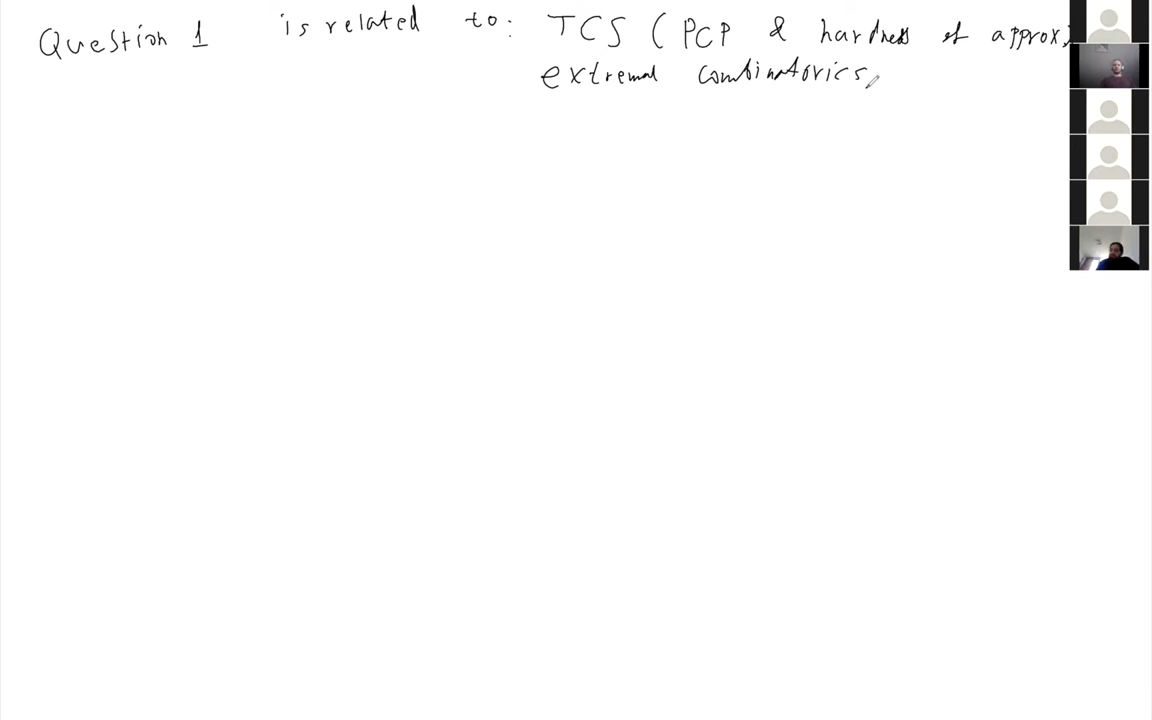 Question 1 is related to: TCS (PCP & hardness of approx)
extremal combinatorics,